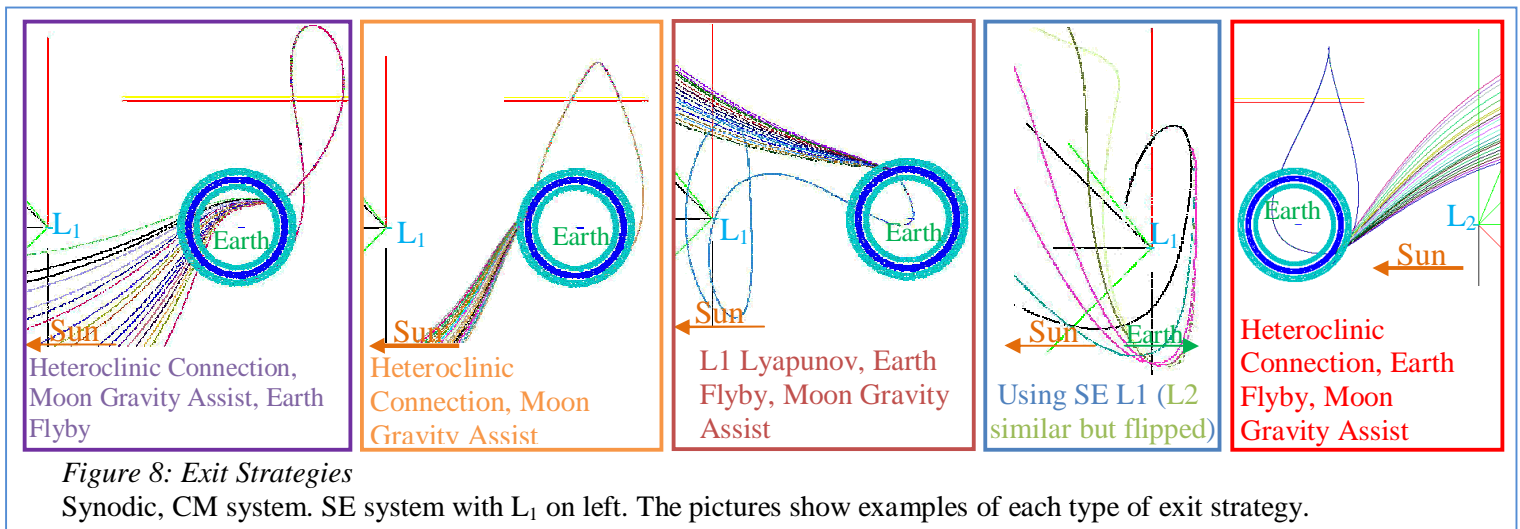 L1
Earth
Sun
Heteroclinic Connection,
Moon Gravity Assist, Earth
Flyby
L1
Earth
Sun
Heteroclinic
Connection, Moon
Gravity Assist
L1
Earth
Sun
L1 Lyapunov, Earth
Flyby, Moon Gravity
Assist
L1
Sun
Earth
Using SE L1 (L2
similar but flipped)
Earth
L2
Sun
Heteroclinic
Connection, Earth
Flyby, Moon
Gravity Assist
Figure 8: Exit Strategies
Synodic, CM system. SE system with L1 on left. The pictures show examples of each type of exit strategy.